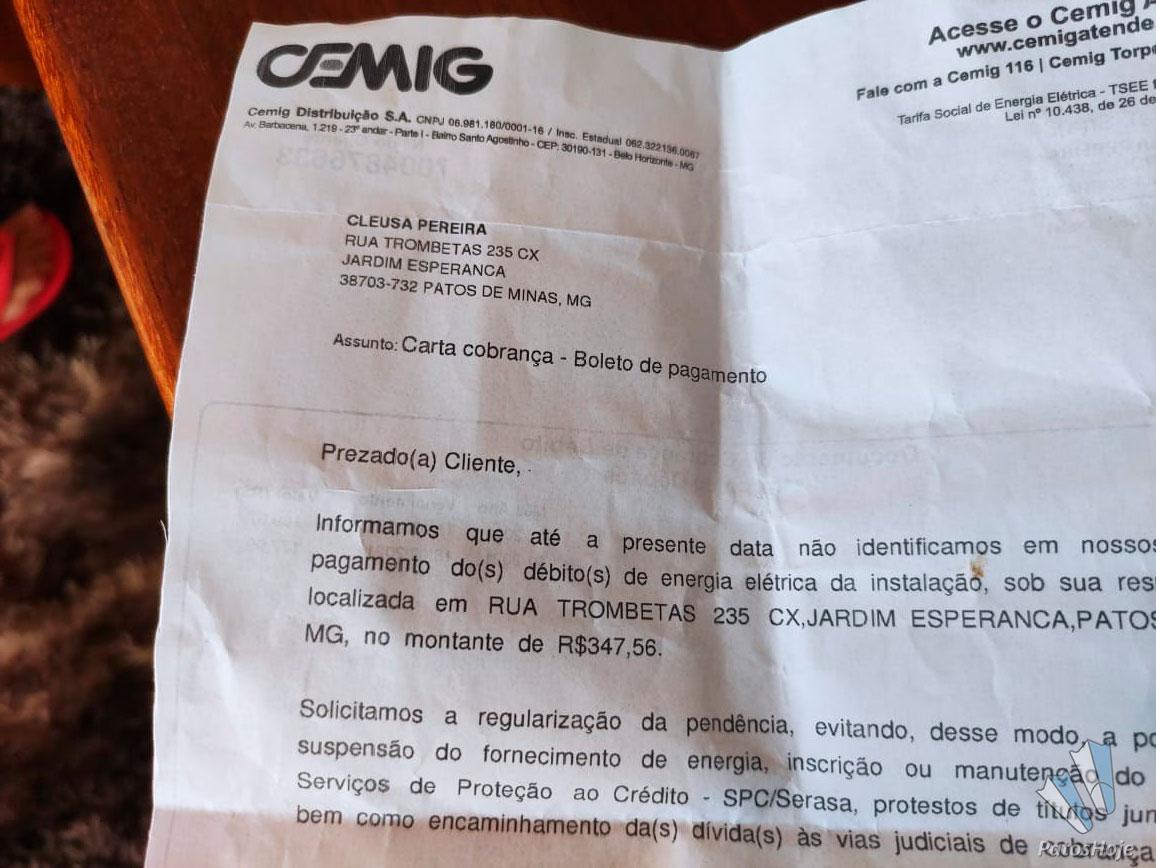 CEMIG
Cemig Distribuição S.A. CNPJ 06.981.180/0001-16 / Insc. Estadual 062.322136.0087
Av. Barbacena, 1.219 - 23º andar - Parte I - Bairro Santo Agostinho - CEP: 30190-131 - Belo Horizonte - MG
Acesse o Cemig A
www.cemigatende
Fale com a Cemig 116 | Cemig Torpe
Tarifa Social de Energia Elétrica - TSEE
Lei nº 10.438, de 26 de
CLEUSA PEREIRA
RUA TROMBETAS 235 CX
JARDIM ESPERANCA
38703-732 PATOS DE MINAS, MG
Assunto: Carta cobrança - Boleto de pagamento
Prezado(a) Cliente,
Informamos que até a presente data não identificamos em nossos
pagamento do(s) débito(s) de energia elétrica da instalação, sob sua res
localizada em RUA TROMBETAS 235 CX,JARDIM ESPERANCA,PATOS
MG, no montante de R$347,56.
Solicitamos a regularização da pendência, evitando, desse modo, a po
suspensão do fornecimento de energia, inscrição ou manutenção do
Serviços de Proteção ao Crédito - SPC/Serasa, protestos de títulos jun
bem como encaminhamento da(s) dívida(s) às vias judiciais de cobrança
PatosHoje